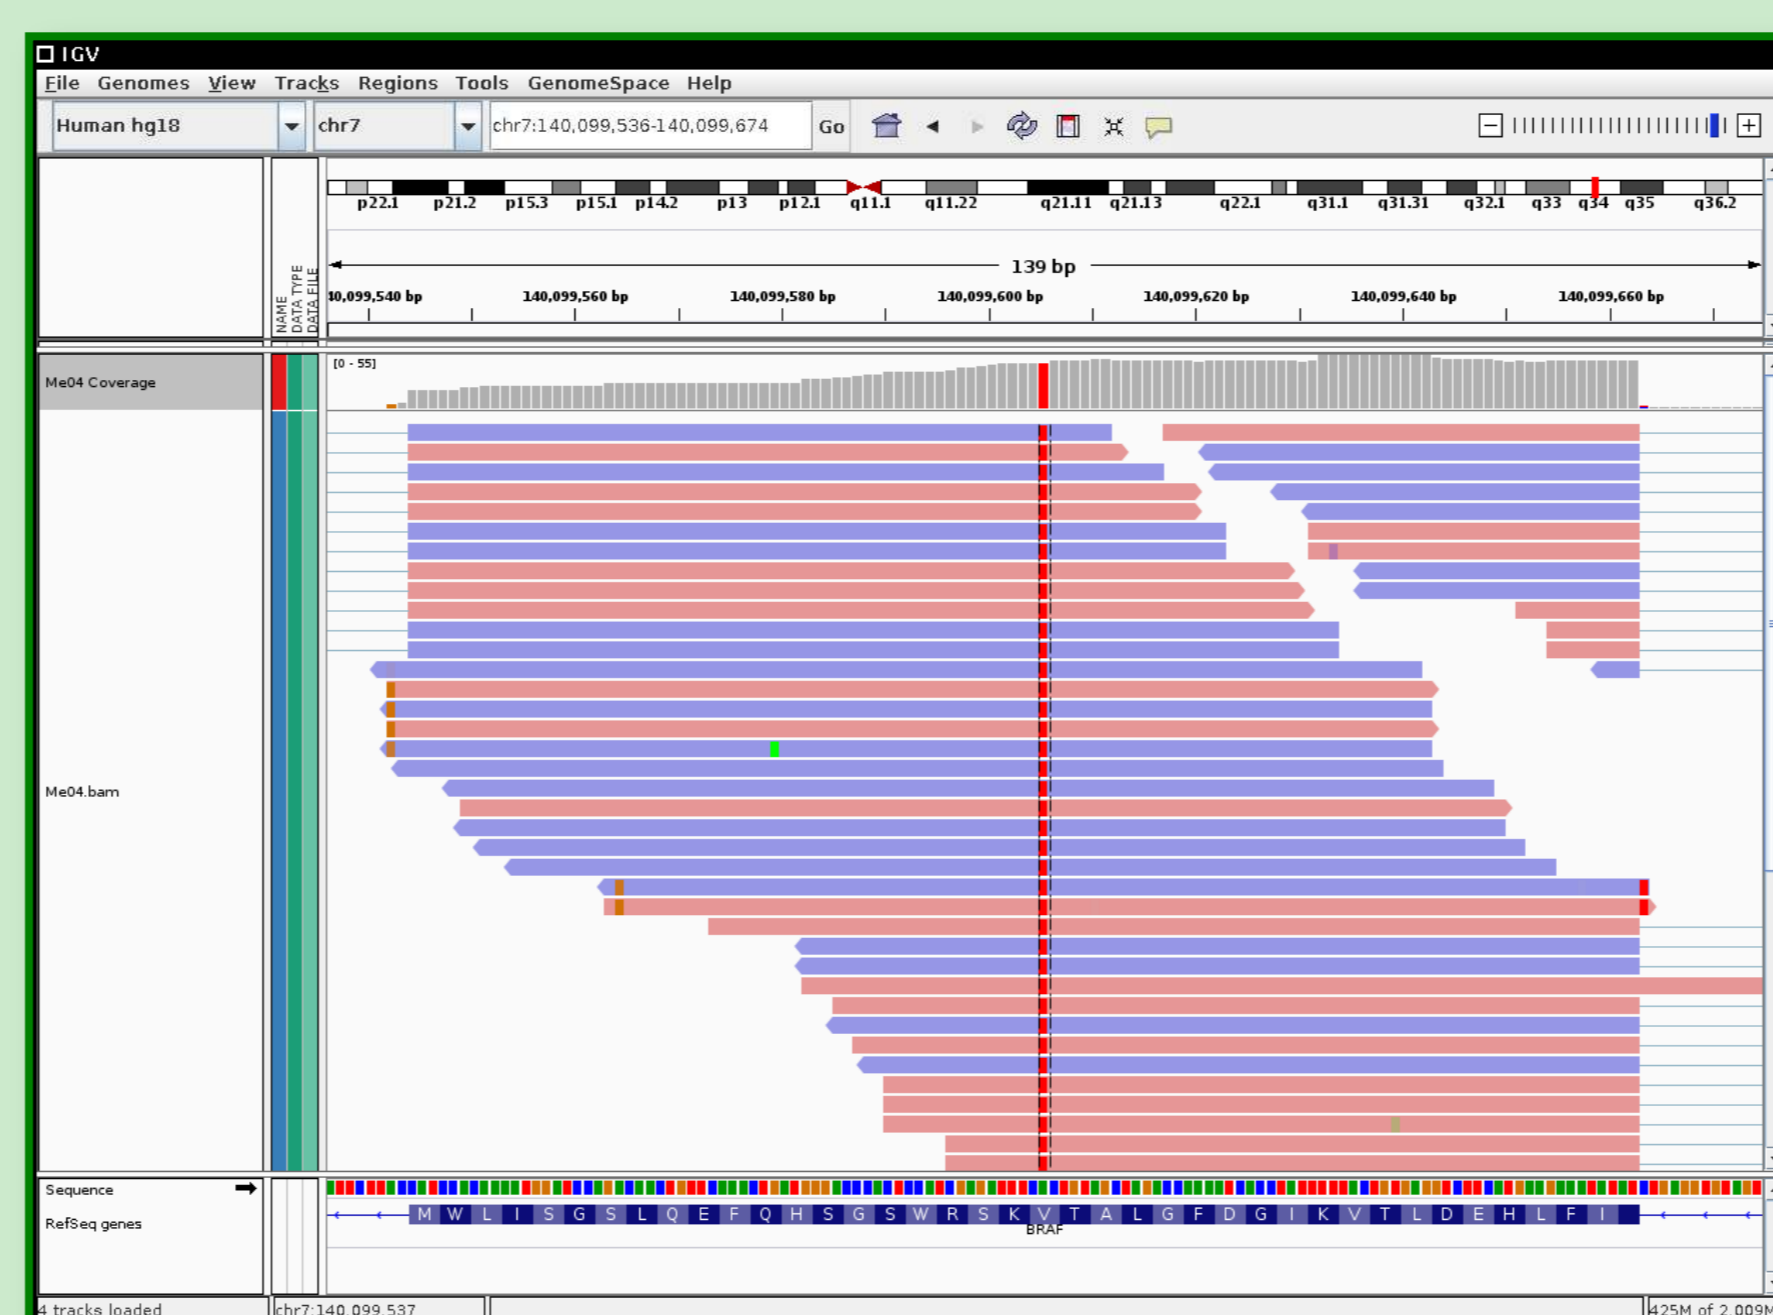 IGV
File Genomes View Tracks Regions Tools GenomeSpace Help
Human hg18 chr7 chr7:140,099,536-140,099,674 Go
p22.1 p21.2 p15.3 p15.1 p14.2 p13 p12.1 q11.1 q11.22 q21.11 q21.13 q22.1 q31.1 q31.31 q32.1 q33 q34 q35 q36.2
139 bp
NAME
DATA TYPE
DATA FILE
10,099,540 bp 140,099,560 bp 140,099,580 bp 140,099,600 bp 140,099,620 bp 140,099,640 bp 140,099,660 bp
[0 - 55]
Me04 Coverage
Me04.bam
Sequence
RefSeq genes
M W L I S G S L Q E F Q H S G S W R S K V T A L G F D G I K V T L D E H L F I
BRAF
4 tracks loaded chr7:140,099,537 425M of 2,009M